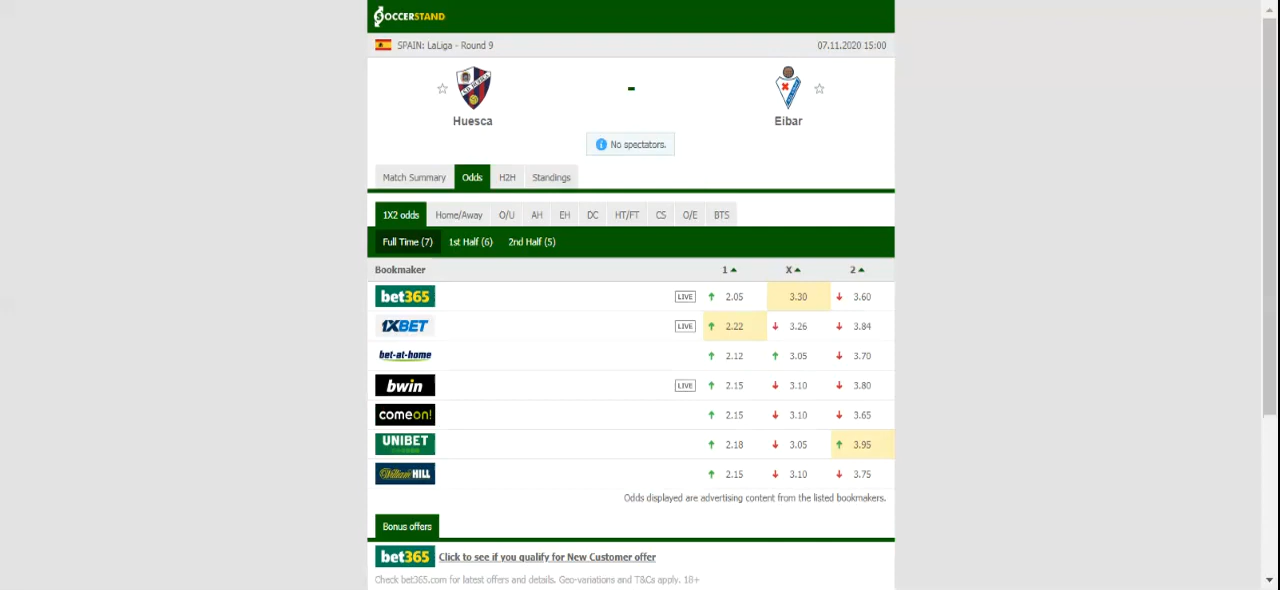 SOCCERSTAND
SPAIN: LaLiga - Round 9 07.11.2020 15:00
-
Huesca Eibar
No spectators.
Match Summary Odds H2H Standings
1X2 odds Home/Away O/U AH EH DC HT/FT CS O/E BTS
Full Time (7) 1st Half (6) 2nd Half (5)
Bookmaker 1 X 2
bet365 LIVE 2.05 3.30 3.60
1XBET LIVE 2.22 3.26 3.84
bet-at-home 2.12 3.05 3.70
bwin LIVE 2.15 3.10 3.80
comeon! 2.15 3.10 3.65
UNIBET 2.18 3.05 3.95
William HILL 2.15 3.10 3.75
Odds displayed are advertising content from the listed bookmakers.
Bonus offers
bet365 Click to see if you qualify for New Customer offer
Check bet365.com for latest offers and details. Geo-variations and T&Cs apply. 18+